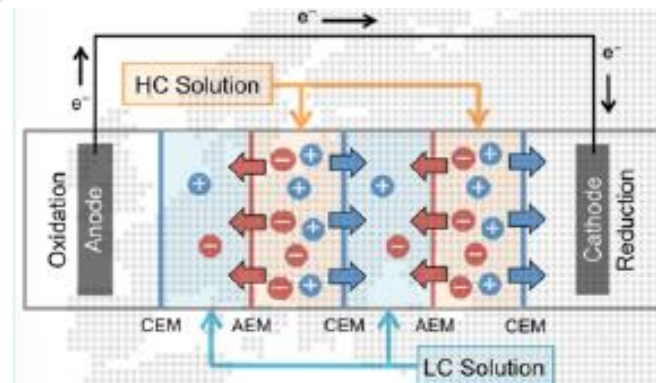 e⁻
e⁻
e⁻
HC Solution
Oxidation
Anode
Cathode
Reduction
CEM
AEM
CEM
AEM
CEM
LC Solution